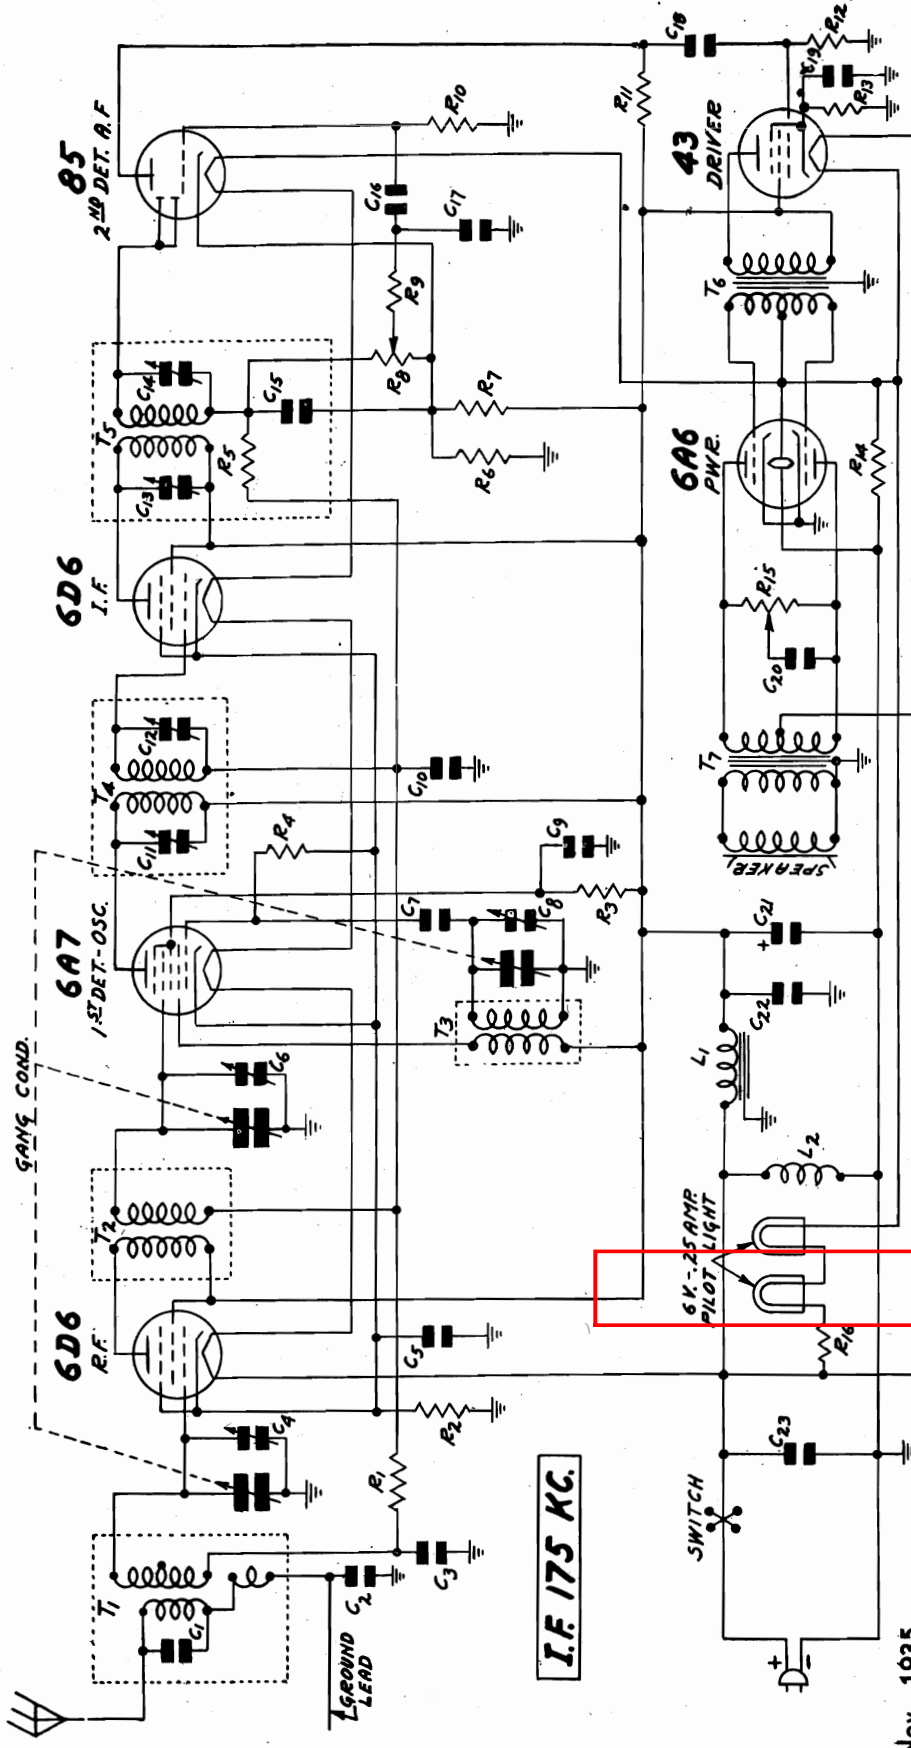 GANG COND.
6D6
R.F.
6A7
1ST DET.-OSC.
6D6
I.F.
85
2ND DET. A.F
T1
T2
T4
T5
C1
C4
C6
C11
C12
C13
C14
R5
C15
R4
GROUND
LEAD
C2
C3
R1
R2
C5
T3
C7
C8
C10
C9
R3
R6
R7
R8
R9
C16
C17
R10
I.F. 175 KC.
SWITCH
C23
R16
6V.-.25 AMP.
PILOT LIGHT
L2
L1
C22
C21
SPEAKER
T7
C20
R15
6A6
PWR.
R14
T6
43
DRIVER
R11
C18
R12
C19
R13
+
-
+